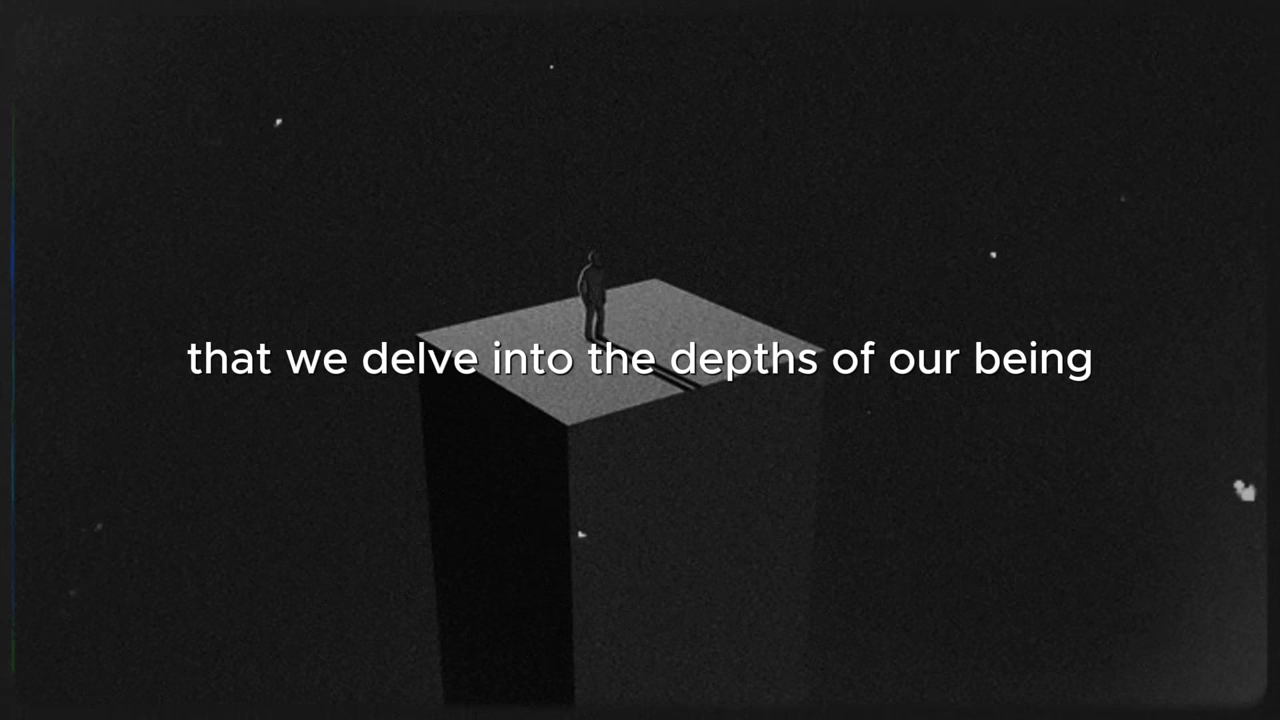 that we delve into the depths of our being